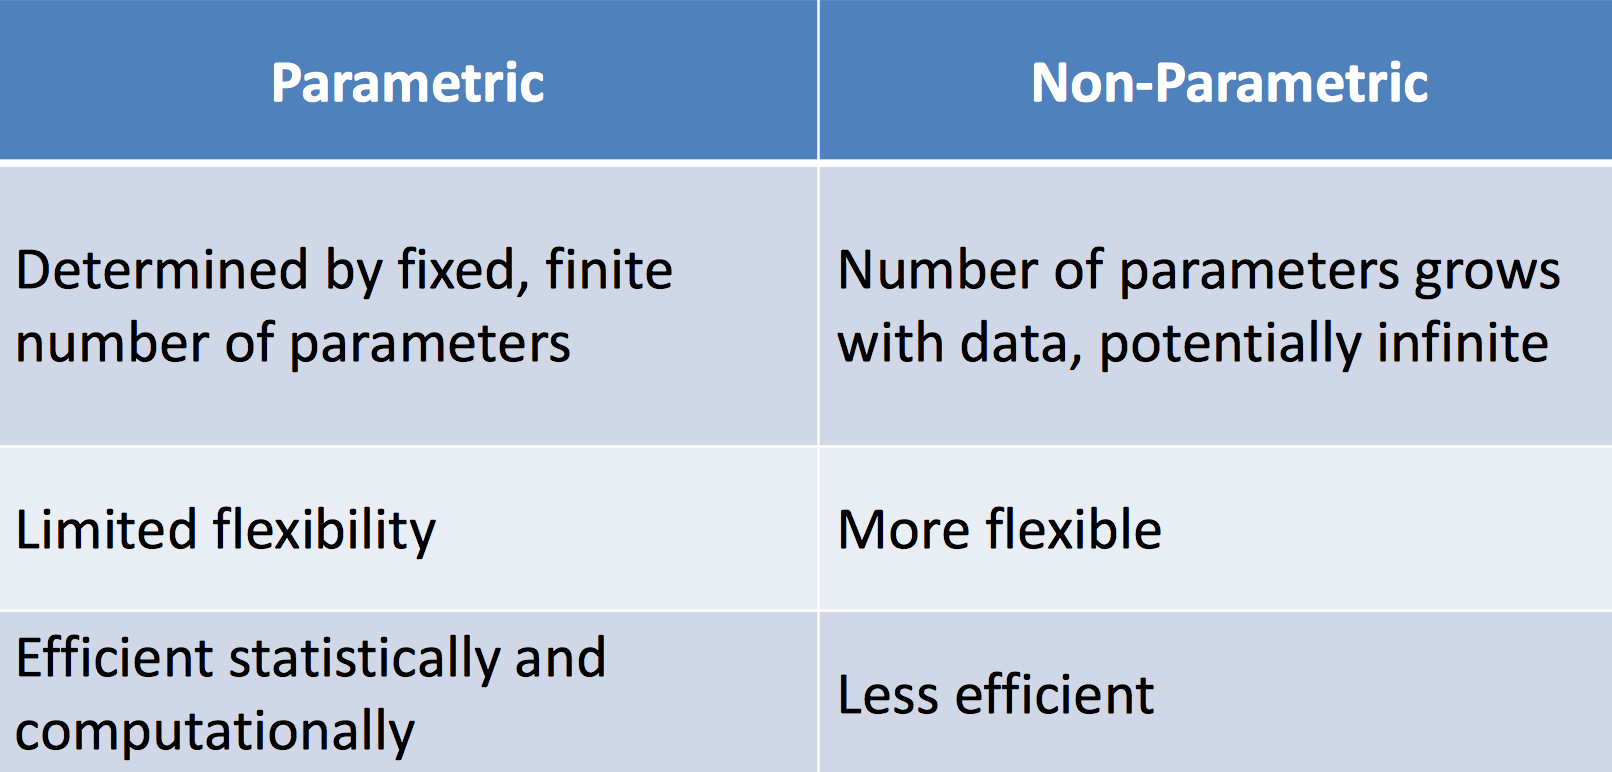 Parametric
Non-Parametric
Determined by fixed, finite
number of parameters
Number of parameters grows
with data, potentially infinite
Limited flexibility
More flexible
Efficient statistically and
computationally
Less efficient